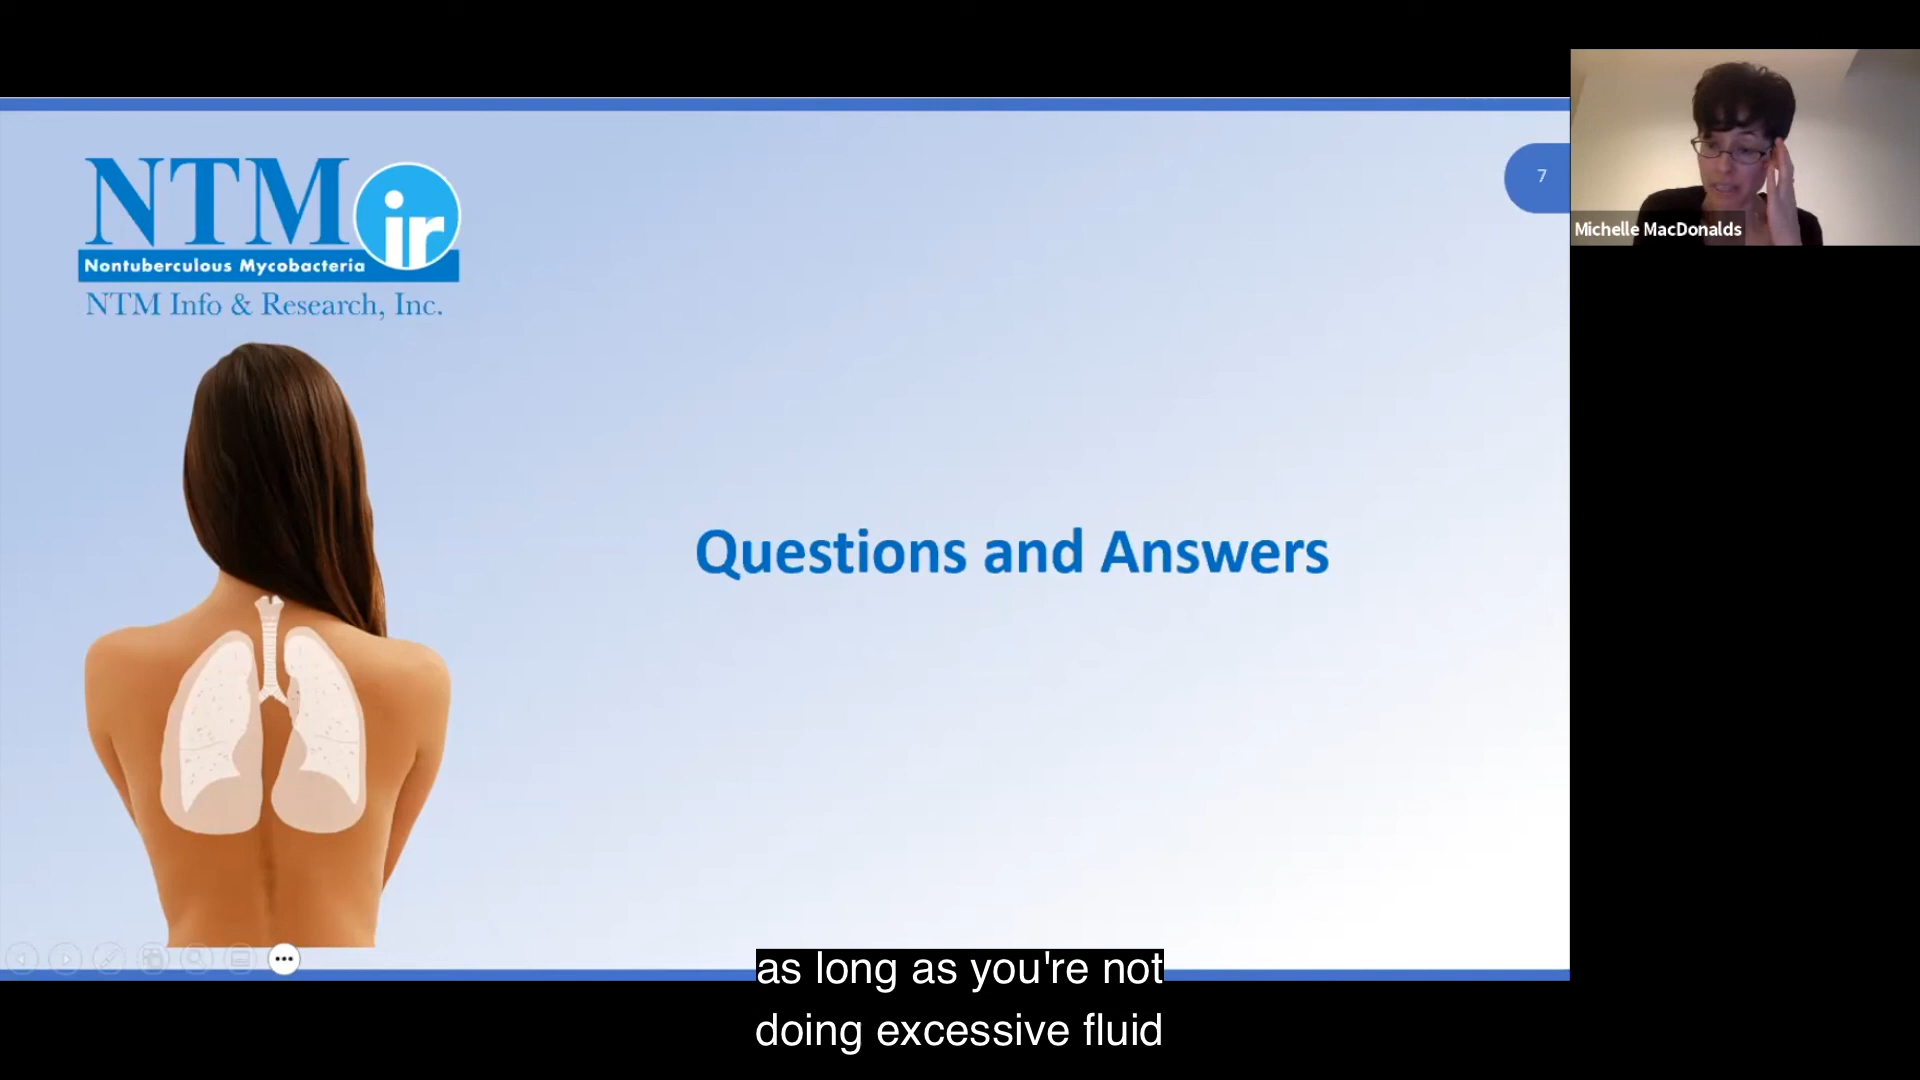 NTM
ir
Nontuberculous Mycobacteria
NTM Info & Research, Inc.
7
Michelle MacDonalds
Questions and Answers
as long as you're not
doing excessive fluid